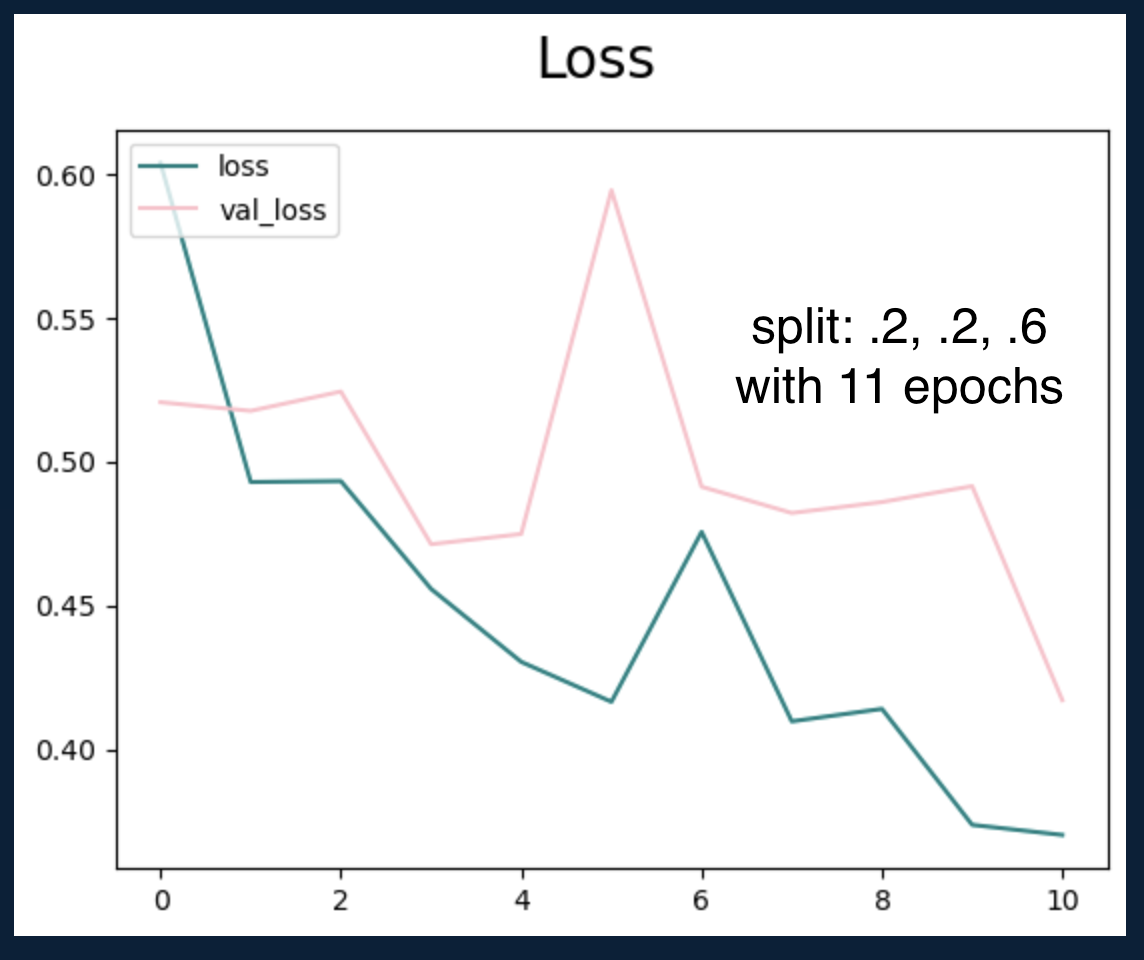 Loss
loss
val_loss
0.60
0.55
0.50
0.45
0.40
split: .2, .2, .6
with 11 epochs
0 2 4 6 8 10